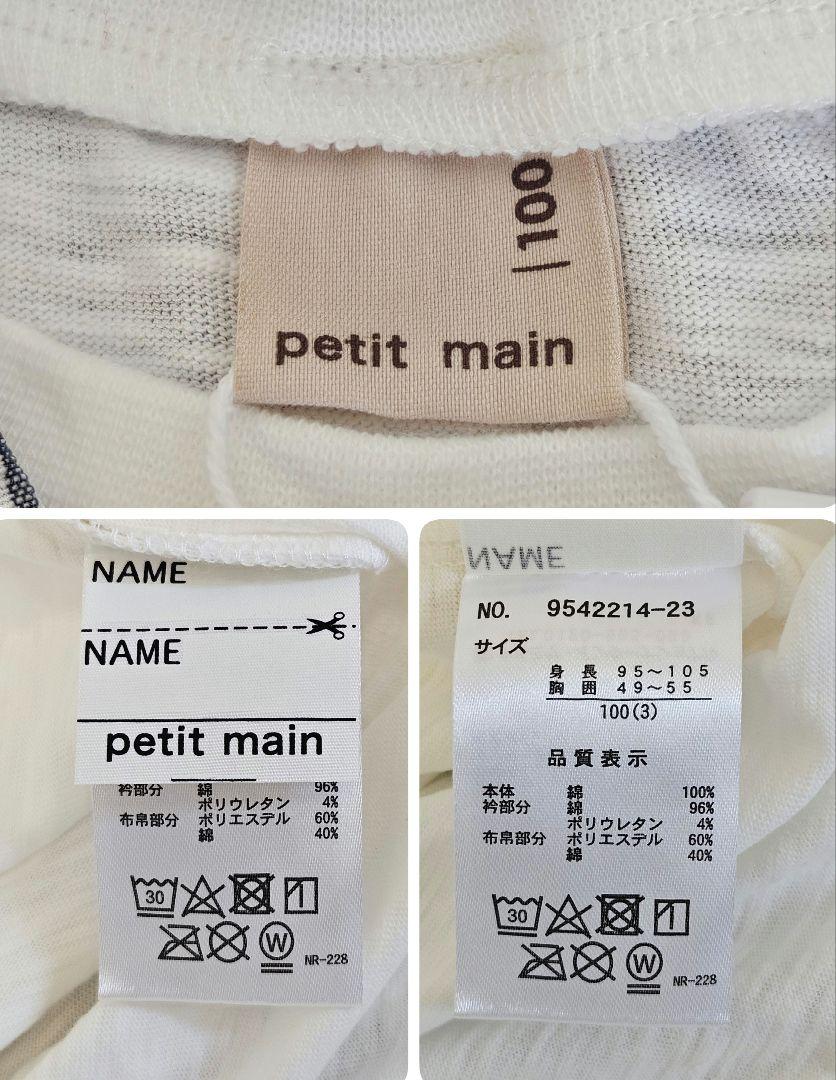 100
petit main
NAME
NAME
petit main
衿部分 綿 96%
ポリウレタン 4%
布帛部分 ポリエステル 60%
綿 40%
30
W
NR-228
NAME
NO. 9542214-23
サイズ
身長 95~105
胸囲 49~55
100(3)
品質表示
本体 綿 100%
衿部分 綿 96%
ポリウレタン 4%
布帛部分 ポリエステル 60%
綿 40%
30
W
NR-228